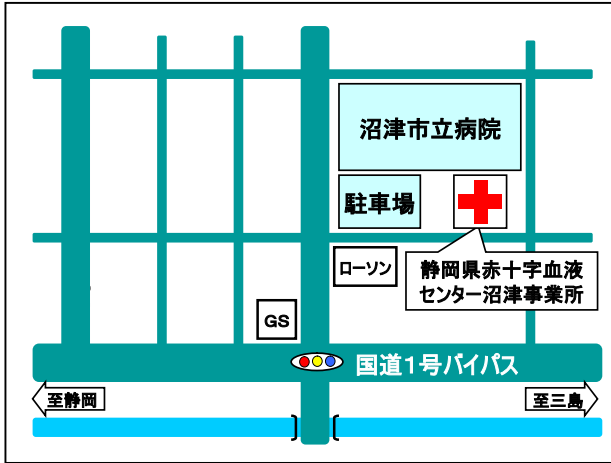 沼津市立病院
駐車場
ローソン
静岡県赤十字血液
センター沼津事業所
GS
国道1号バイパス
至静岡
至三島